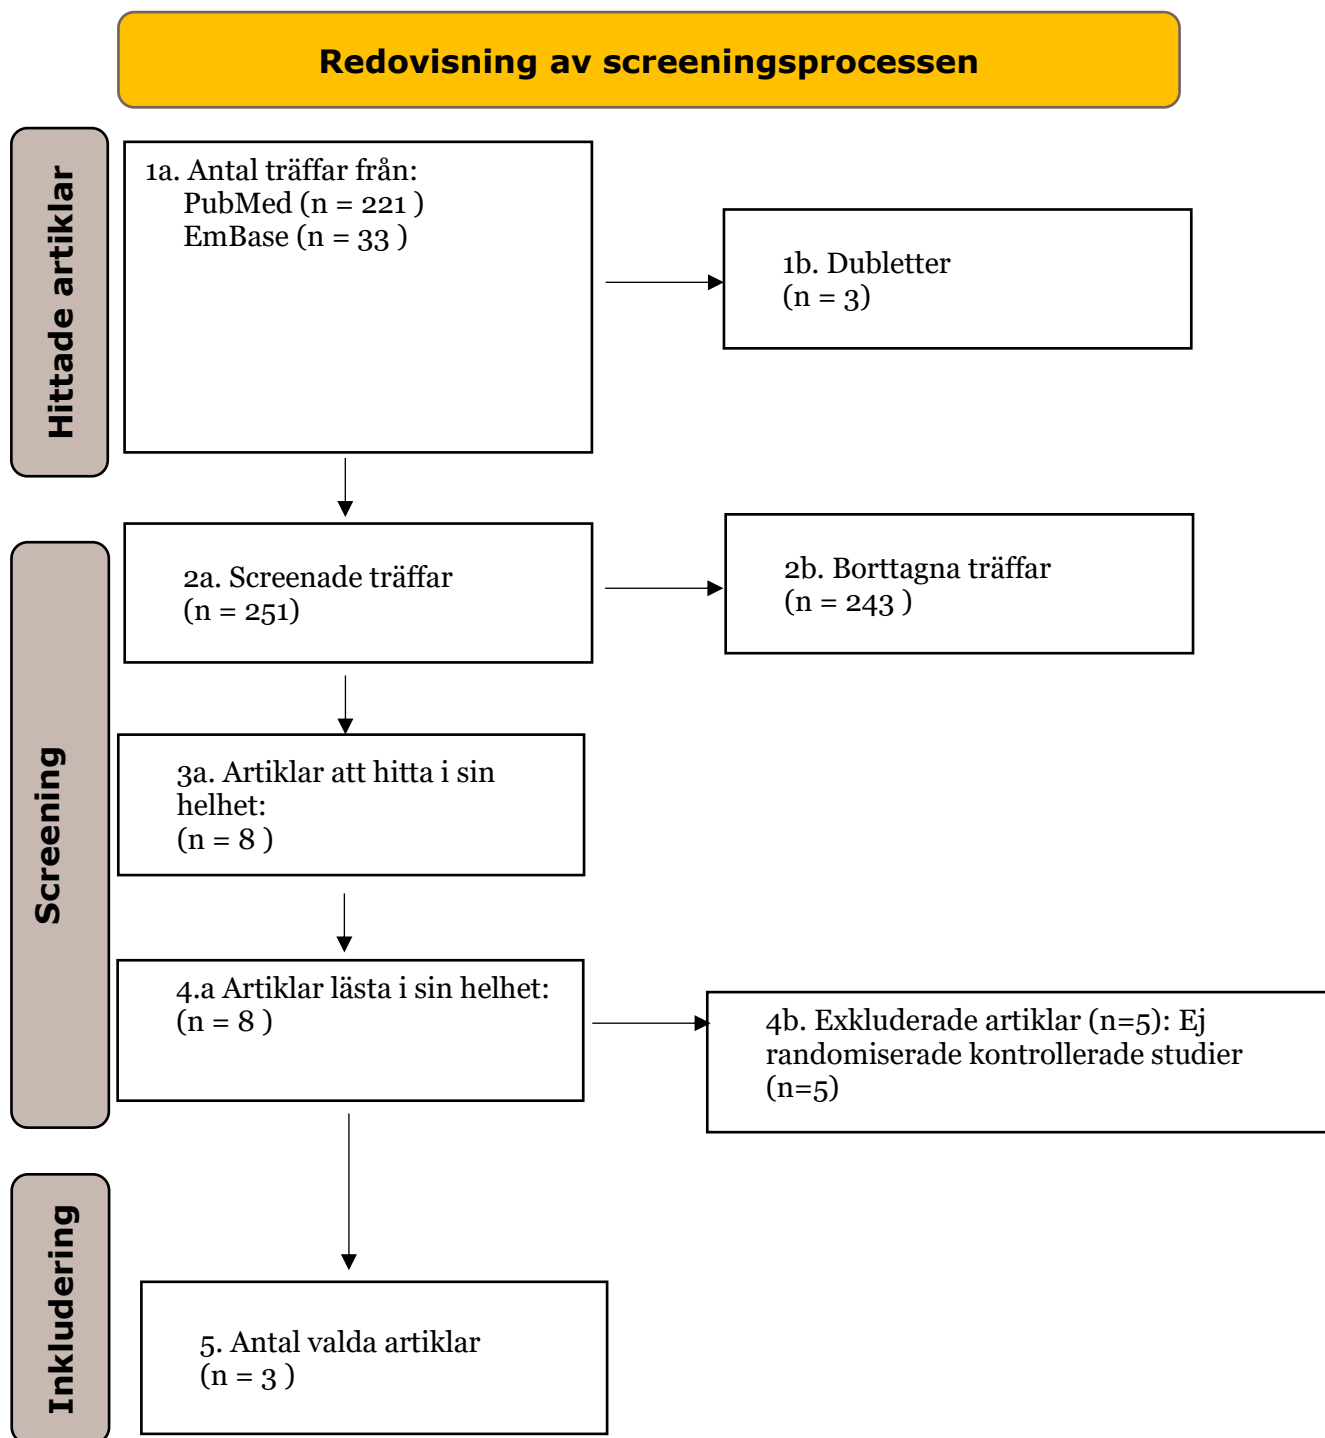 Redovisning av screeningsprocessen
Hittade artiklar
1a. Antal träffar från:
PubMed (n = 221 )
EmBase (n = 33 )
1b. Dubletter
(n = 3)
Screening
2a. Screenade träffar
(n = 251)
2b. Borttagna träffar
(n = 243 )
3a. Artiklar att hitta i sin
helhet:
(n = 8 )
4.a Artiklar lästa i sin helhet:
(n = 8 )
4b. Exkluderade artiklar (n=5): Ej
randomiserade kontrollerade studier
(n=5)
Inkludering
5. Antal valda artiklar
(n = 3 )